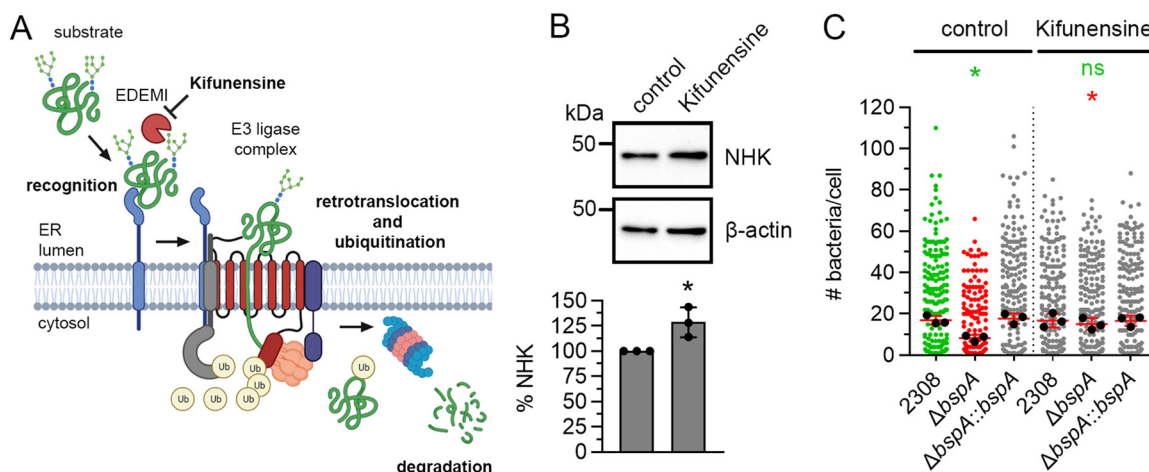 A
substrate
EDEMI
Kifunensine
E3 ligase
complex
recognition
retrotranslocation
and
ubiquitination
ER
lumen
cytosol
Ub
Ub
Ub
Ub
Ub
Ub
Ub
degradation
B
control
Kifunensine
kDa
50
NHK
50
β-actin
*
150
125
100
75
50
25
0
% NHK
C
control
Kifunensine
*
ns
*
120
100
80
60
40
20
0
# bacteria/cell
2308
ΔbspA
ΔbspA::bspA
2308
ΔbspA
ΔbspA::bspA